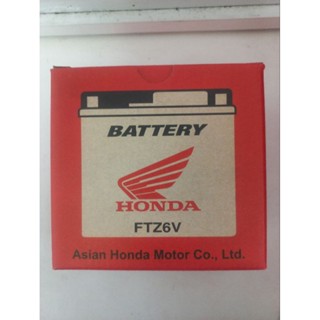 BATTERY
HONDA
FTZ6V
Asian Honda Motor Co., Ltd.